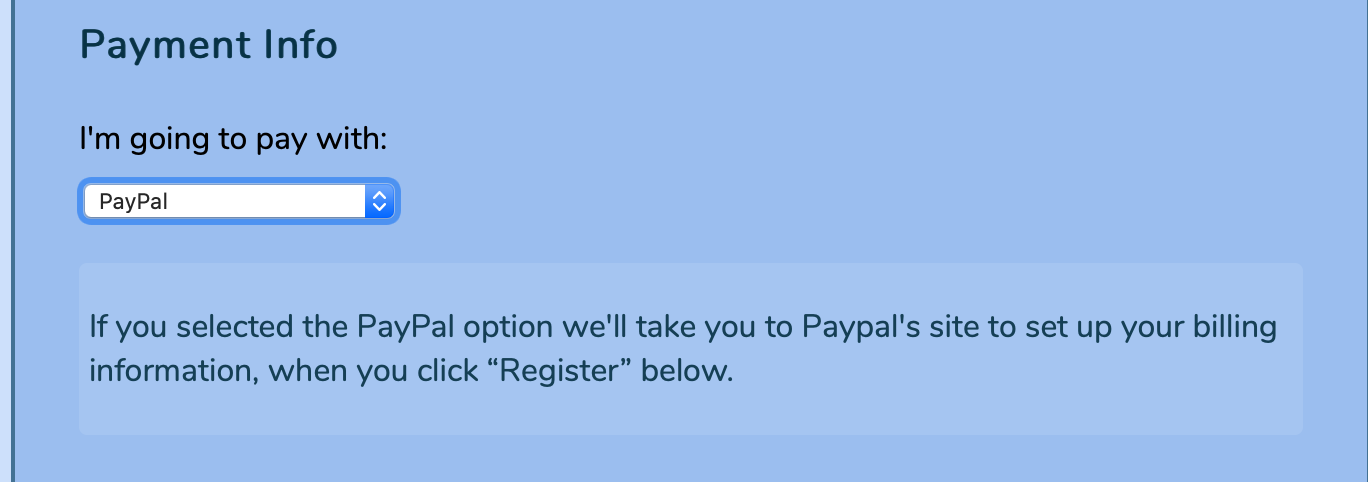 Payment Info
I'm going to pay with:
PayPal
If you selected the PayPal option we'll take you to Paypal's site to set up your billing
information, when you click “Register” below.